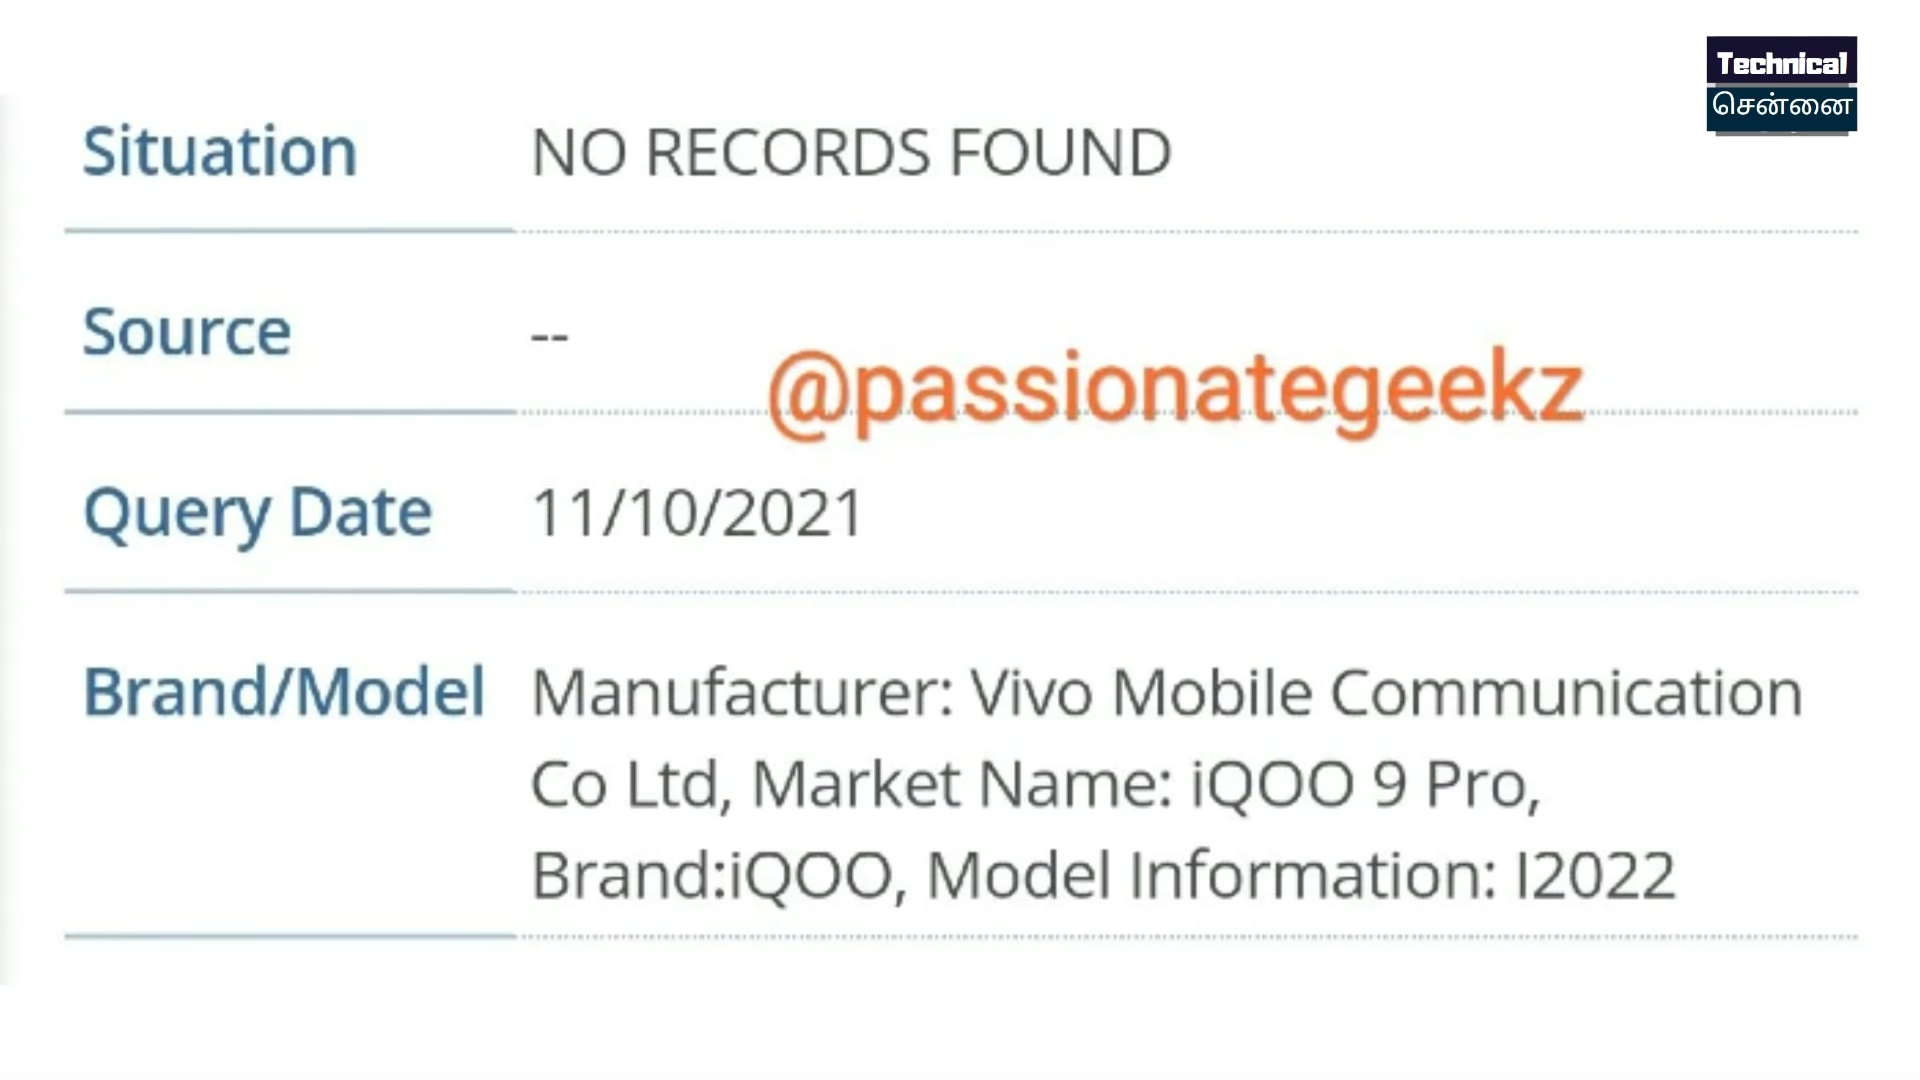 Technical
சென்னை
Situation NO RECORDS FOUND
Source --
@passionategeekz
Query Date 11/10/2021
Brand/Model Manufacturer: Vivo Mobile Communication
Co Ltd, Market Name: iQOO 9 Pro,
Brand:iQOO, Model Information: I2022